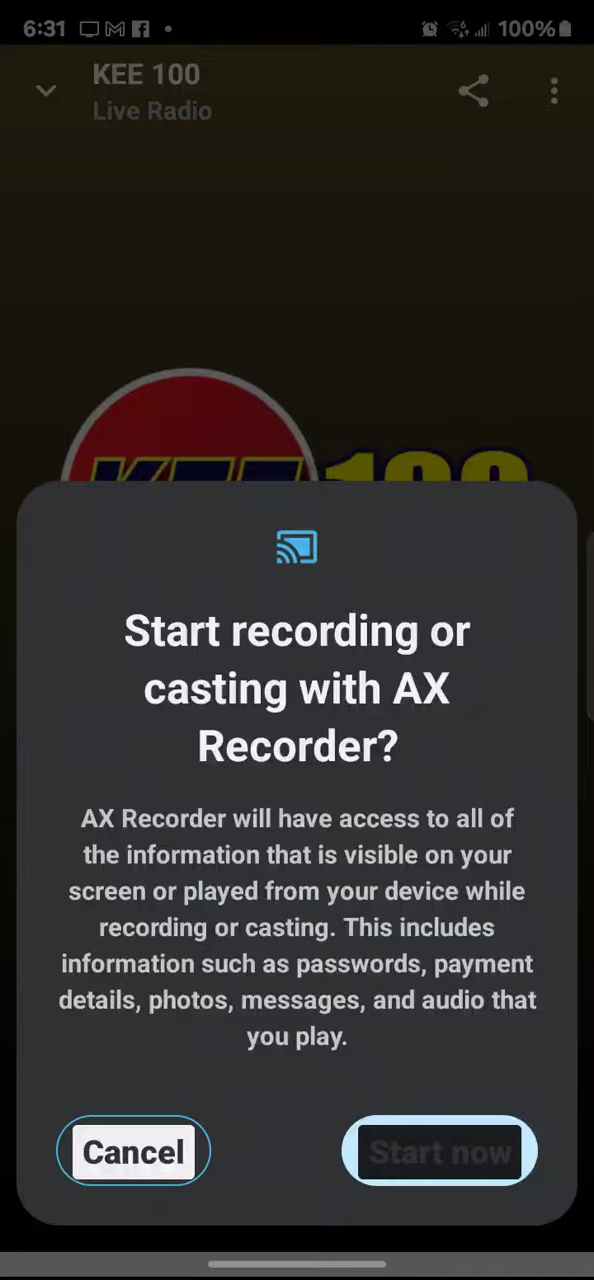 6:31
100%
KEE 100
Live Radio
KEE 100
Start recording or
casting with AX
Recorder?
AX Recorder will have access to all of
the information that is visible on your
screen or played from your device while
recording or casting. This includes
information such as passwords, payment
details, photos, messages, and audio that
you play.
Cancel
Start now